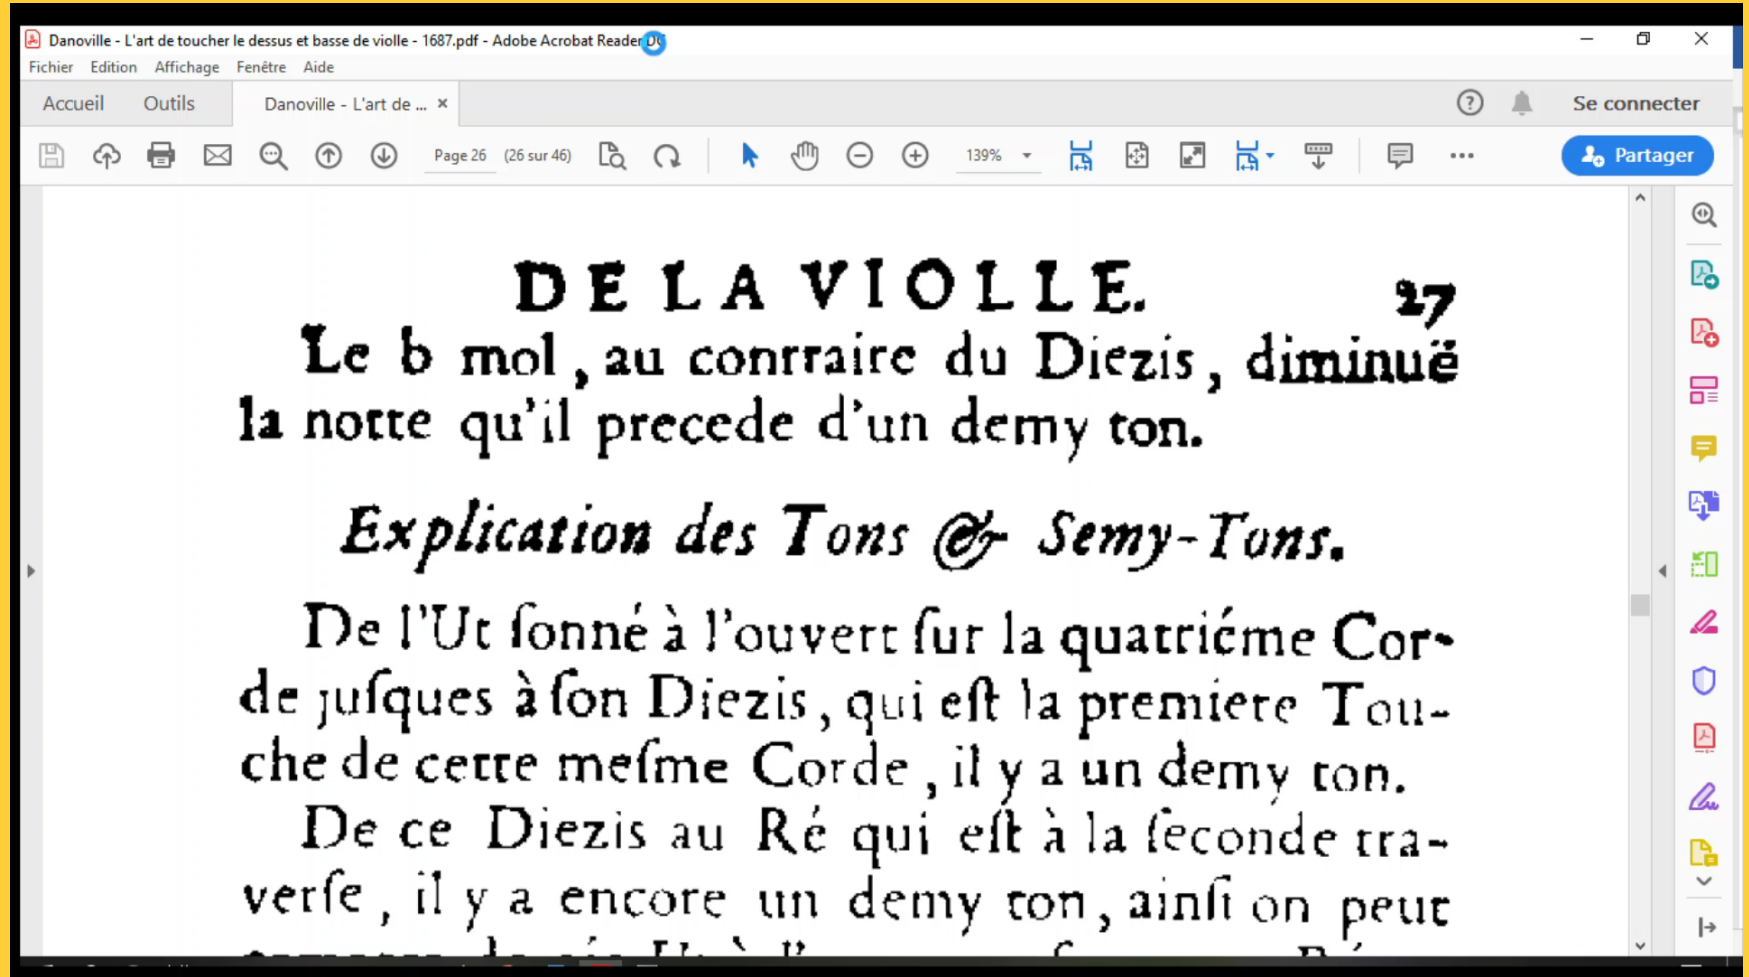 Danoville - L'art de toucher le dessus et basse de violle - 1687.pdf - Adobe Acrobat Reader DC
Fichier Edition Affichage Fenêtre Aide
Accueil Outils Danoville - L'art de ... × Se connecter
Page 26 (26 sur 46) 139% Partager
DE LA VIOLLE. 27
Le b mol, au conrraire du Diezis, diminuë
la notte qu'il precede d'un demy ton.
Explication des Tons & Semy-Tons.
De l'Ut ſonné à l'ouvert ſur la quatriéme Cor-
de juſques à ſon Diezis, qui eſt la premiere Tou-
che de cette meſme Corde, il y a un demy ton.
De ce Diezis au Ré qui eſt à la ſeconde tra-
verſe, il y a encore un demy ton, ainſi on peut